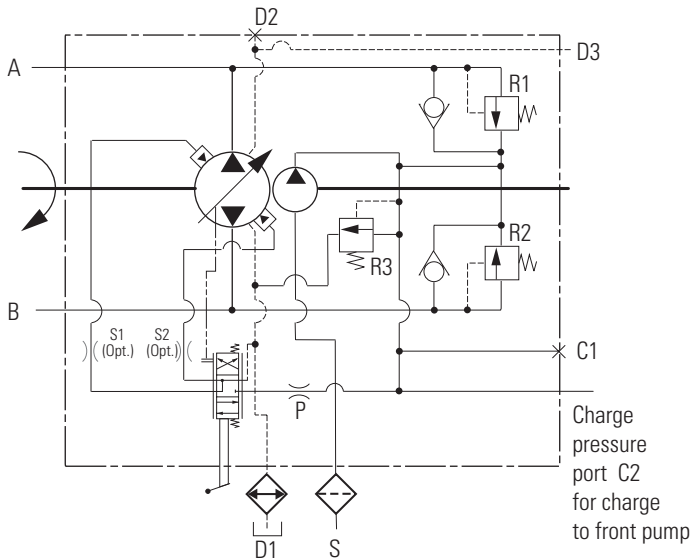 D2
D3
A
R1
R2
R3
B
S1
(Opt.)
S2
(Opt.)
C1
P
Charge
pressure
port C2
for charge
to front pump
D1
S